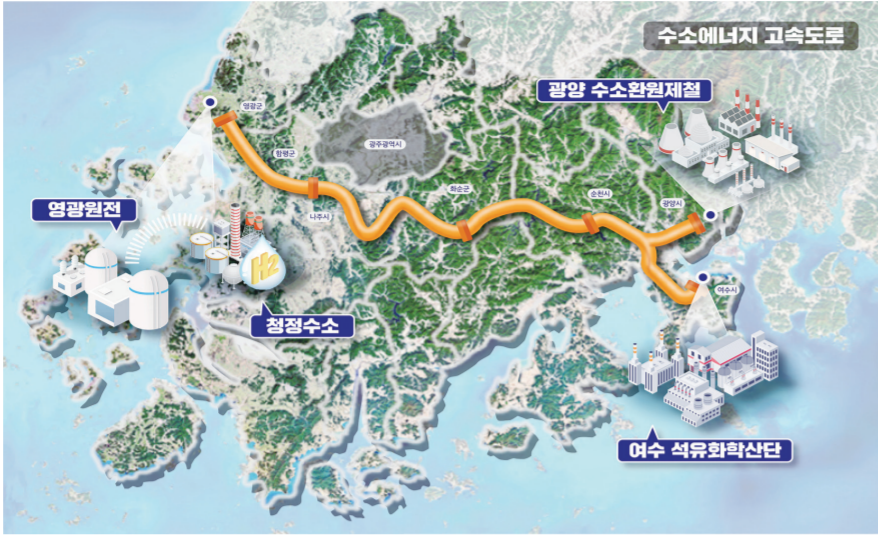 수소에너지 고속도로
광양 수소환원제철
영광군
광주광역시
함평군
화순군
순천시
광양시
나주시
영광원전
H2
청정수소
여수시
여수 석유화학산단